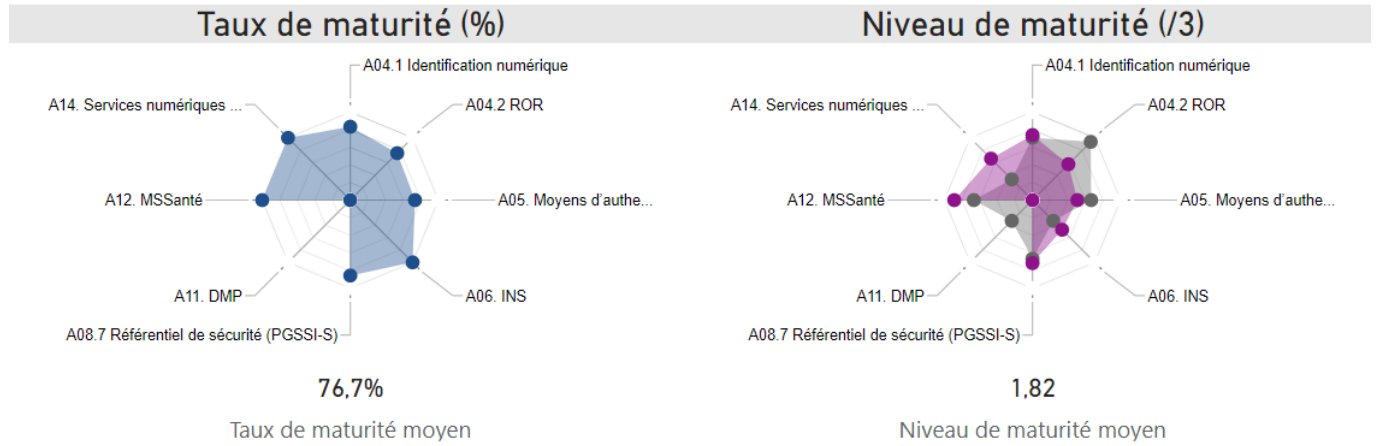 Taux de maturité (%)
A04.1 Identification numérique
A14. Services numériques ...
A04.2 ROR
A12. MSSanté
A05. Moyens d'authe...
A11. DMP
A06. INS
A08.7 Référentiel de sécurité (PGSSI-S)
76,7%
Taux de maturité moyen
Niveau de maturité (/3)
A04.1 Identification numérique
A14. Services numériques ...
A04.2 ROR
A12. MSSanté
A05. Moyens d'authe...
A11. DMP
A06. INS
A08.7 Référentiel de sécurité (PGSSI-S)
1,82
Niveau de maturité moyen